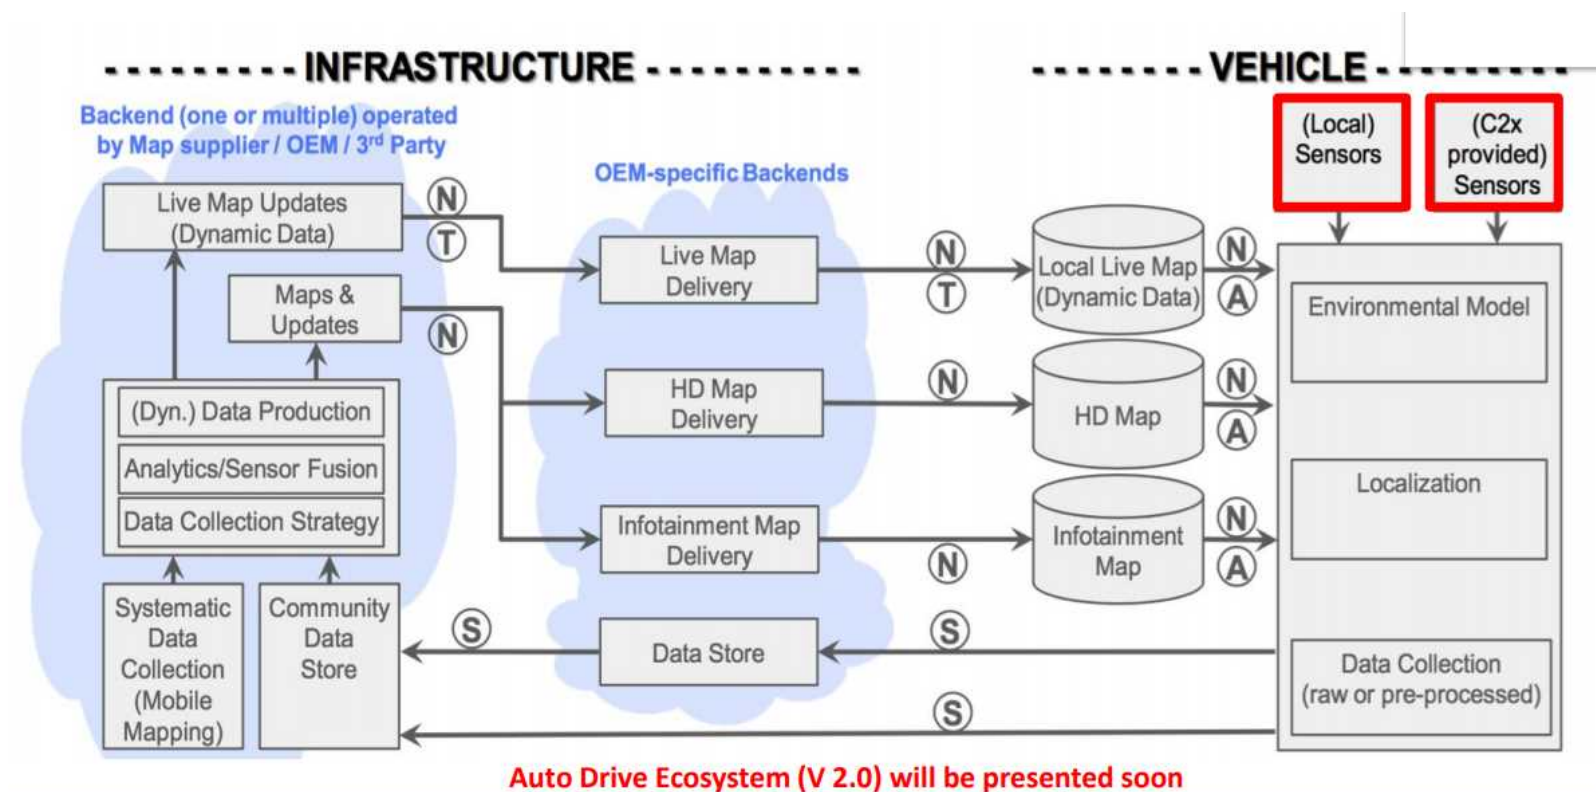 INFRASTRUCTURE
VEHICLE
Backend (one or multiple) operated
by Map supplier / OEM / 3rd Party
OEM-specific Backends
(Local)
Sensors
(C2x
provided)
Sensors
Live Map Updates
(Dynamic Data)
N
T
Maps &
Updates
N
(Dyn.) Data Production
Analytics/Sensor Fusion
Data Collection Strategy
Systematic
Data
Collection
(Mobile
Mapping)
Community
Data
Store
S
Live Map
Delivery
N
T
HD Map
Delivery
N
Infotainment Map
Delivery
N
Data Store
S
S
Local Live Map
(Dynamic Data)
N
A
HD Map
N
A
Infotainment
Map
N
A
Environmental Model
Localization
Data Collection
(raw or pre-processed)
Auto Drive Ecosystem (V 2.0) will be presented soon